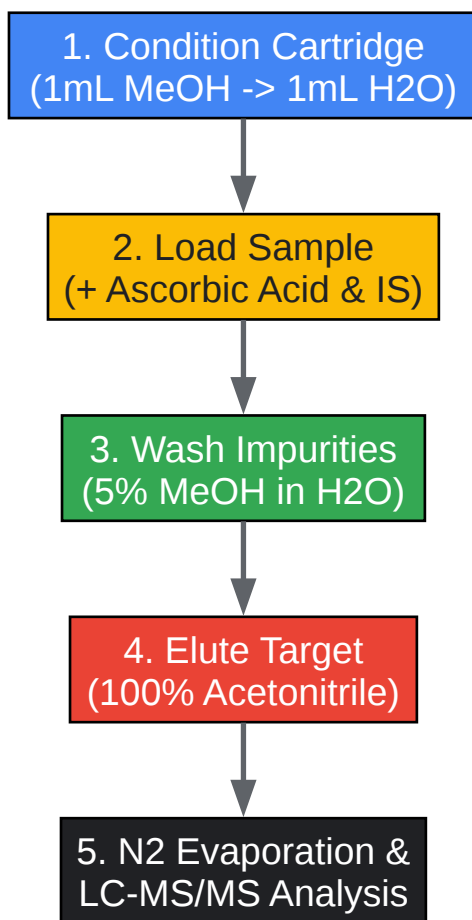 1. Condition Cartridge
(1mL MeOH -> 1mL H2O)
2. Load Sample
(+ Ascorbic Acid & IS)
3. Wash Impurities
(5% MeOH in H2O)
4. Elute Target
(100% Acetonitrile)
5. N2 Evaporation &
LC-MS/MS Analysis